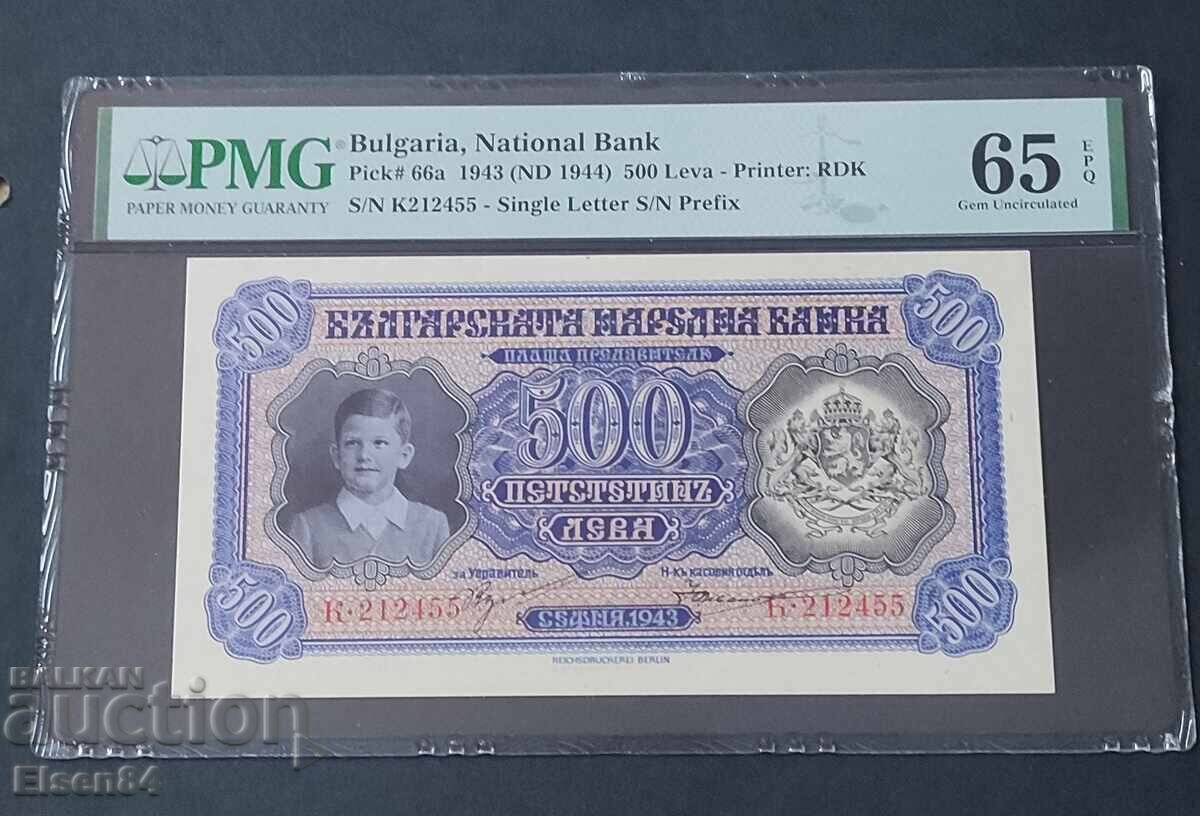 PMG
PAPER MONEY GUARANTY
Bulgaria, National Bank
Pick# 66a 1943 (ND 1944) 500 Leva - Printer: RDK
S/N K212455 - Single Letter S/N Prefix
65
EPQ
Gem Uncirculated
500 500
БЪЛГАРСКАТА НАРОДНА БАНКА
ПЛАЩА ПРЕДЯВИТЕЛЮ
500
ПЕТСТОТИНЪ
ЛЕВА
за Управитель Н-къ касовия отдѣлъ
К·212455 К·212455
СОФИЯ.1943
500 500
REICHSDRUCKEREI BERLIN
BALKAN
auction
Elsen84